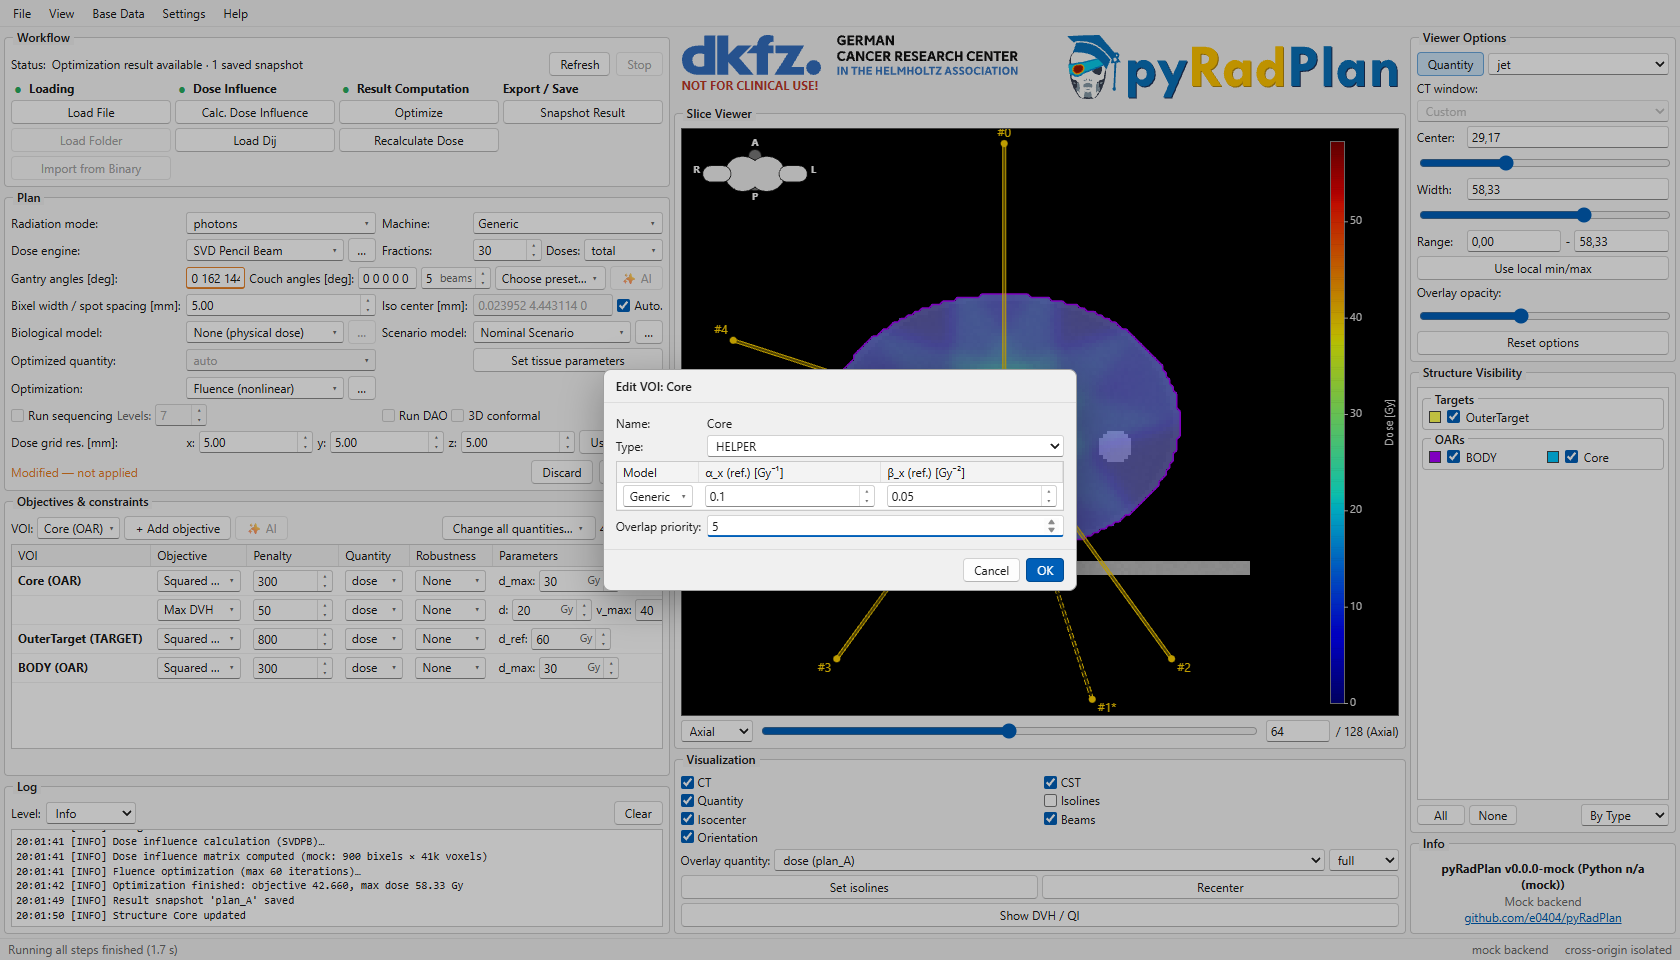 File View Base Data Settings Help
Workflow
Status: Optimization result available · 1 saved snapshot
Refresh
Stop
Loading
Dose Influence
Result Computation
Export / Save
Load File
Calc. Dose Influence
Optimize
Snapshot Result
Load Folder
Load Dij
Recalculate Dose
Import from Binary
Plan
Radiation mode: photons Machine: Generic
Dose engine: SVD Pencil Beam ... Fractions: 30 Doses: total
Gantry angles [deg]: 0 162 144 Couch angles [deg]: 0 0 0 0 0 5 beams Choose preset... AI
Bixel width / spot spacing [mm]: 5.00 Iso center [mm]: 0.023952 4.443114 0 Auto.
Biological model: None (physical dose) ... Scenario model: Nominal Scenario ...
Optimized quantity: auto Set tissue parameters
Optimization: Fluence (nonlinear) ...
Run sequencing Levels: 7 Run DAO 3D conformal
Dose grid res. [mm]: x: 5.00 y: 5.00 z: 5.00
Modified — not applied Discard
Objectives & constraints
VOI: Core (OAR) + Add objective AI Change all quantities...
VOI Objective Penalty Quantity Robustness Parameters
Core (OAR) Squared ... 300 dose None d_max: 30 Gy
Max DVH 50 dose None d: 20 Gy v_max: 40
OuterTarget (TARGET) Squared ... 800 dose None d_ref: 60 Gy
BODY (OAR) Squared ... 300 dose None d_max: 30 Gy
Log
Level: Info Clear
20:01:41 [INFO] Dose influence calculation (SVDPB)…
20:01:41 [INFO] Dose influence matrix computed (mock: 900 bixels × 41k voxels)
20:01:41 [INFO] Fluence optimization (max 60 iterations)…
20:01:42 [INFO] Optimization finished: objective 42.660, max dose 58.33 Gy
20:01:49 [INFO] Result snapshot 'plan_A' saved
20:01:50 [INFO] Structure Core updated
Running all steps finished (1.7 s)
dkfz.
GERMAN
CANCER RESEARCH CENTER
IN THE HELMHOLTZ ASSOCIATION
NOT FOR CLINICAL USE!
pyRadPlan
Slice Viewer
A
R
L
P
#0
#4
#3
#2
#1*
50
40
30
20
10
0
Dose [Gy]
Edit VOI: Core
Name: Core
Type: HELPER
Model α_x (ref.) [Gy⁻¹] β_x (ref.) [Gy⁻²]
Generic 0.1 0.05
Overlap priority: 5
Cancel OK
Axial 64 / 128 (Axial)
Visualization
CT CST
Quantity Isolines
Isocenter Beams
Orientation
Overlay quantity: dose (plan_A) full
Set isolines Recenter
Show DVH / QI
Viewer Options
Quantity jet
CT window:
Custom
Center: 29,17
Width: 58,33
Range: 0,00 - 58,33
Use local min/max
Overlay opacity:
Reset options
Structure Visibility
Targets
OuterTarget
OARs
BODY Core
All None By Type
Info
pyRadPlan v0.0.0-mock (Python n/a
(mock))
Mock backend
github.com/e0404/pyRadPlan
mock backend cross-origin isolated